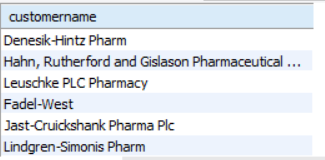 customername
Denesik-Hintz Pharm
Hahn, Rutherford and Gislason Pharmaceutical ...
Leuschke PLC Pharmacy
Fadel-West
Jast-Cruickshank Pharma Plc
Lindgren-Simonis Pharm